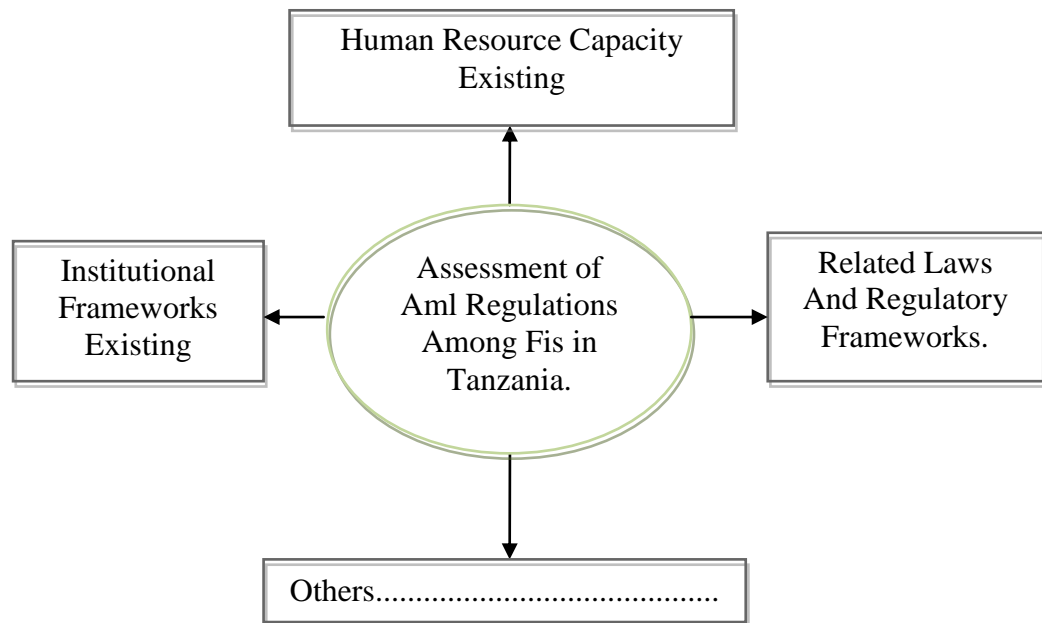 Human Resource Capacity
Existing
Institutional
Frameworks
Existing
Assessment of
Aml Regulations
Among Fis in
Tanzania.
Related Laws
And Regulatory
Frameworks.
Others...........................................